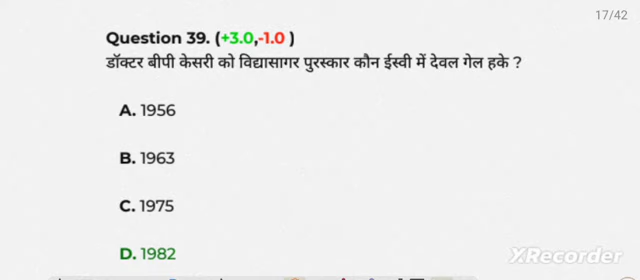 17/42
Question 39. (+3.0,-1.0 )
डॉक्टर बीपी केसरी को विद्यासागर पुरस्कार कौन ईस्वी में देवल गेल हके ?
A. 1956
B. 1963
C. 1975
D. 1982
XRecorder